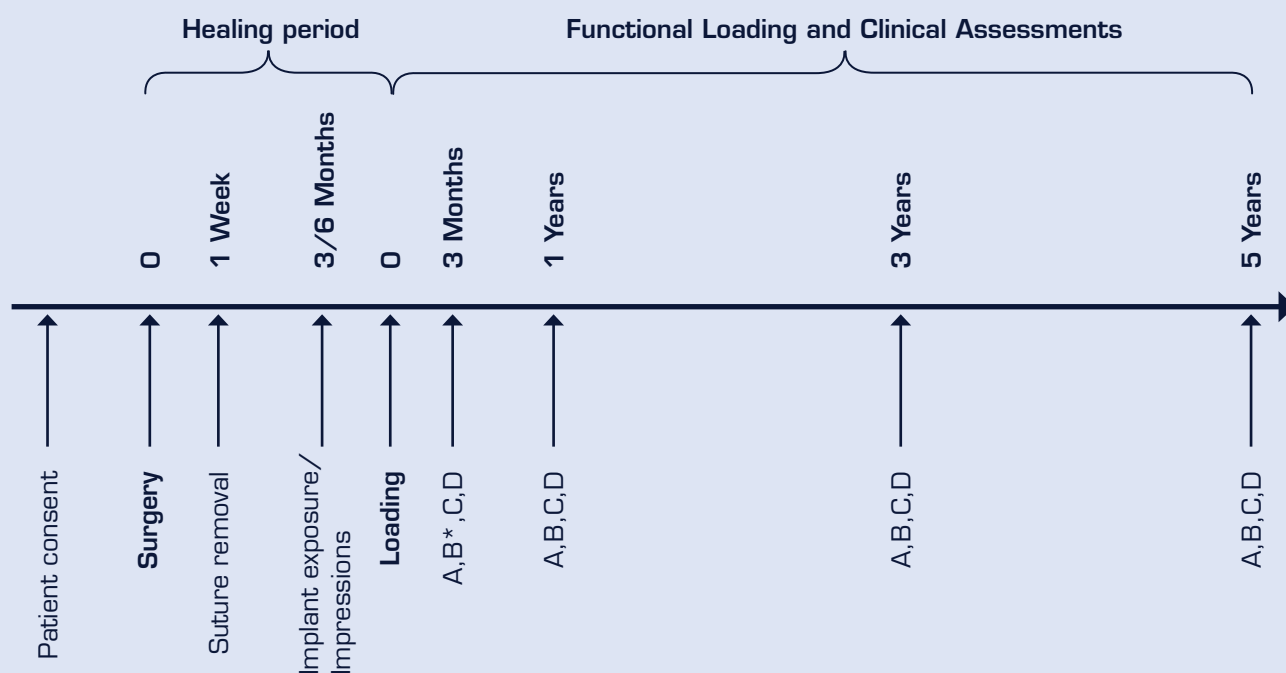 Healing period
Functional Loading and Clinical Assessments
0
1 Week
3/6 Months
0
3 Months
1 Years
3 Years
5 Years
Patient consent
Surgery
Suture removal
Implant exposure/
Impressions
Loading
A,B*,C,D
A,B,C,D
A,B,C,D
A,B,C,D